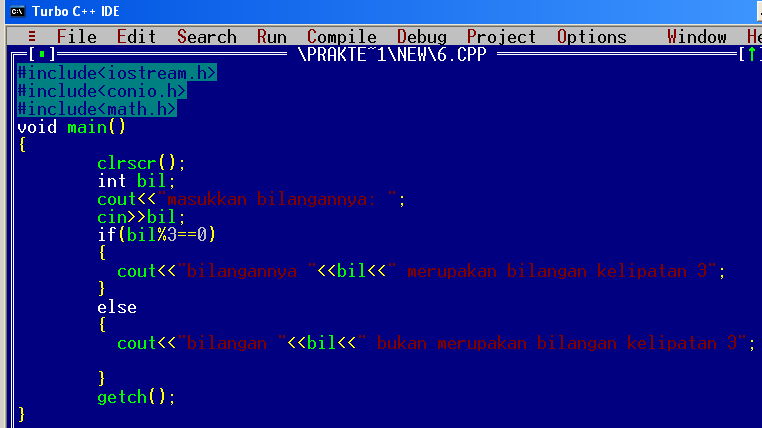 Turbo C++ IDE
≡ File Edit Search Run Compile Debug Project Options Window He
[■] \PRAKTE~1\NEW\6.CPP [↑]
#include<iostream.h>
#include<conio.h>
#include<math.h>
void main()
{
clrscr();
int bil;
cout<<"masukkan bilangannya: ";
cin>>bil;
if(bil%3==0)
{
cout<<"bilangannya "<<bil<<" merupakan bilangan kelipatan 3";
}
else
{
cout<<"bilangan "<<bil<<" bukan merupakan bilangan kelipatan 3";
}
getch();
}